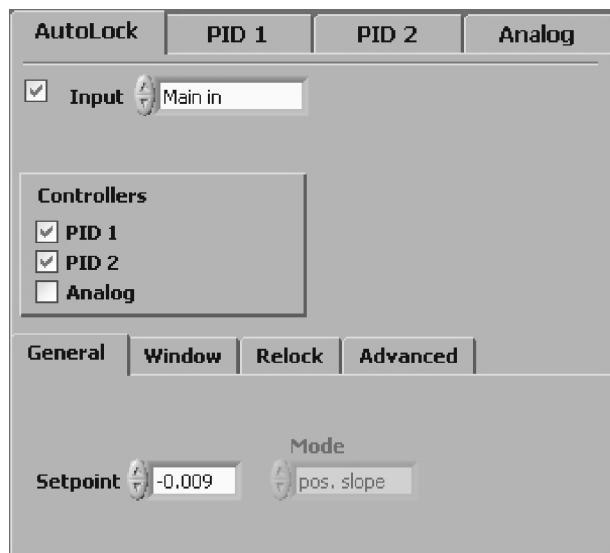 AutoLock PID 1 PID 2 Analog
Input Main in
Controllers
PID 1
PID 2
Analog
General Window Relock Advanced
Mode
Setpoint -0.009 pos. slope